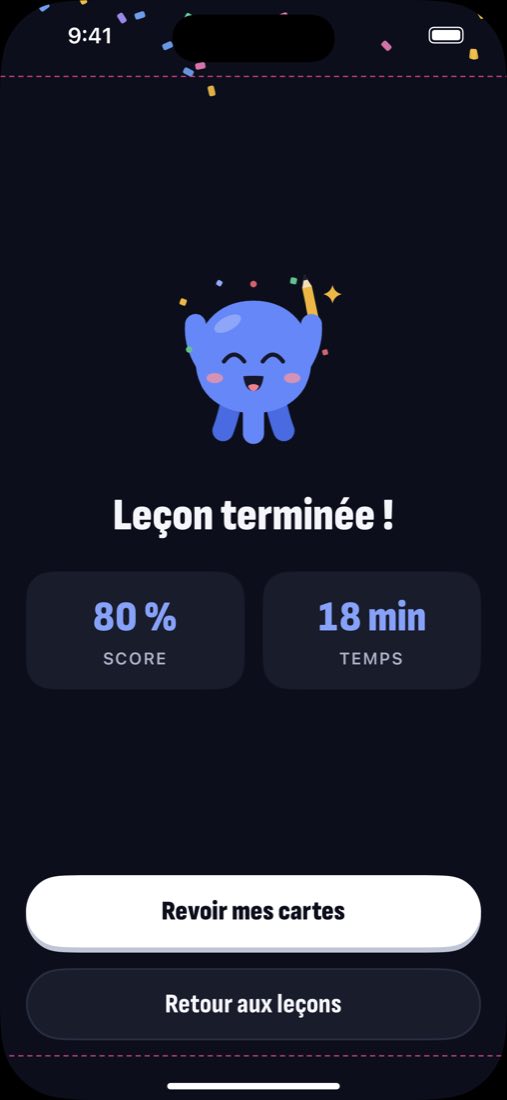 9:41
Leçon terminée !
80 %
SCORE
18 min
TEMPS
Revoir mes cartes
Retour aux leçons